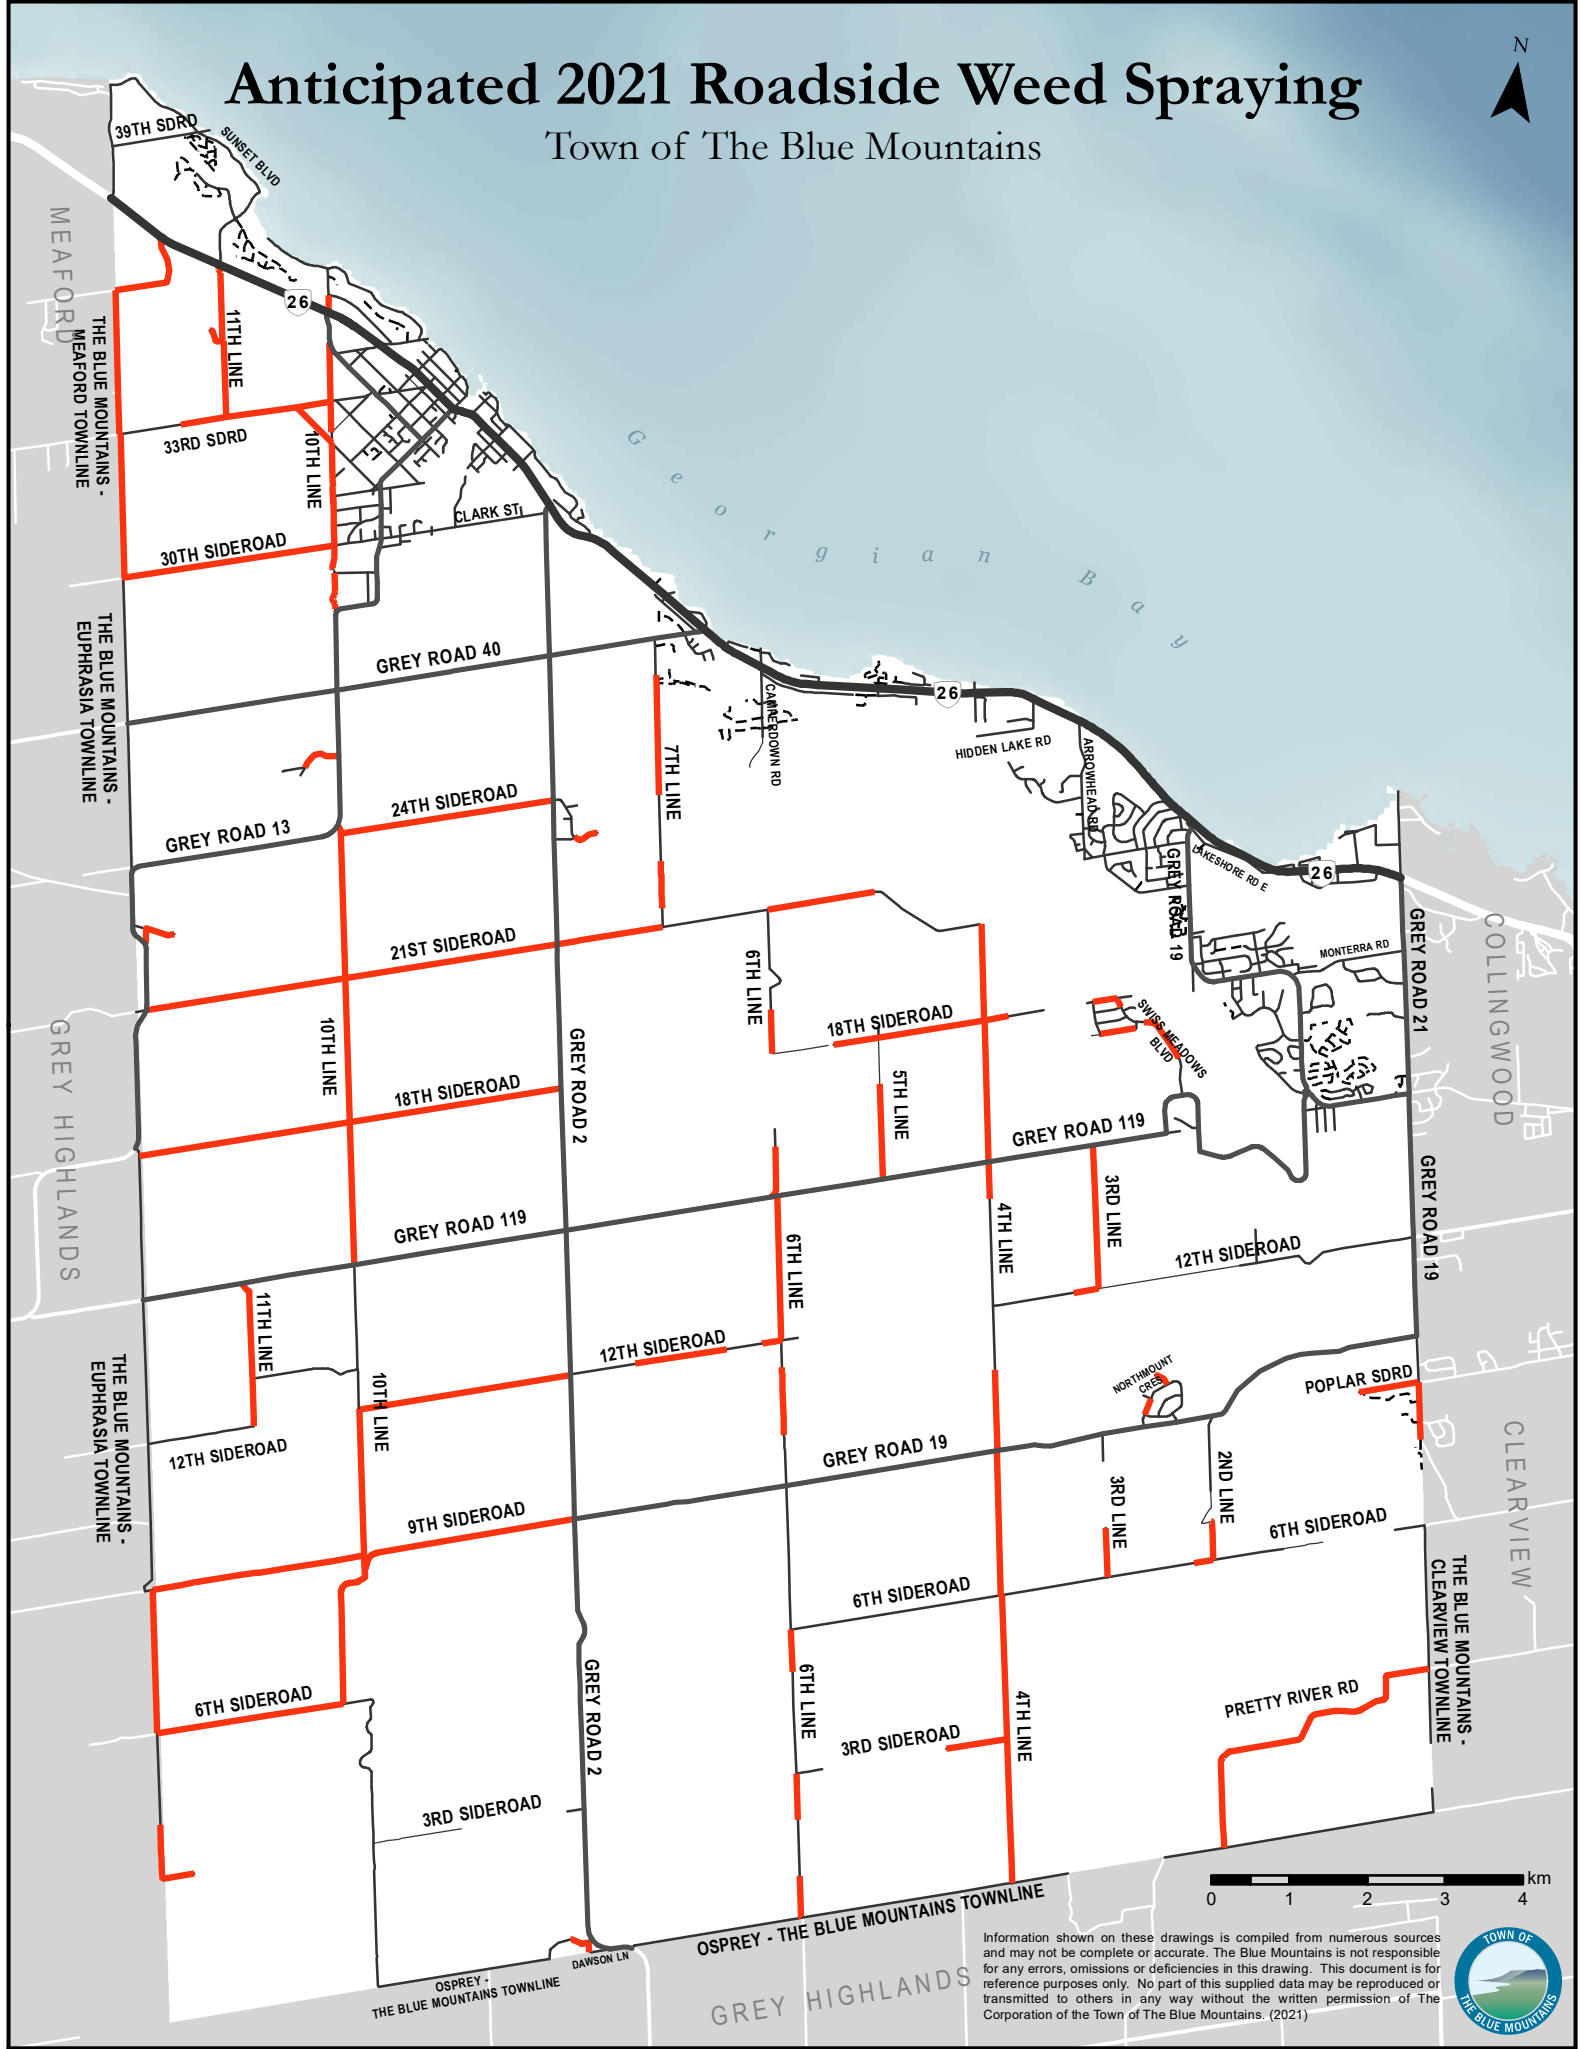 Anticipated 2021 Roadside Weed Spraying
Town of The Blue Mountains
N
39TH SDRD
SUNSET BLVD
MEAFORD
26
11TH LINE
THE BLUE MOUNTAINS -
MEAFORD TOWNLINE
33RD SDRD
10TH LINE
Georgian Bay
CLARK ST
30TH SIDEROAD
THE BLUE MOUNTAINS -
EUPHRASIA TOWNLINE
GREY ROAD 40
26
CAMPERDOWN RD
HIDDEN LAKE RD
ARROWHEAD RD
7TH LINE
24TH SIDEROAD
GREY ROAD 13
GREY ROAD 19
LAKESHORE RD E
26
21ST SIDEROAD
GREY ROAD 21
COLLINGWOOD
MONTERRA RD
6TH LINE
18TH SIDEROAD
SWISS MEADOWS
BLVD
GREY HIGHLANDS
10TH LINE
GREY ROAD 2
18TH SIDEROAD
5TH LINE
GREY ROAD 119
GREY ROAD 19
3RD LINE
GREY ROAD 119
4TH LINE
6TH LINE
12TH SIDEROAD
11TH LINE
12TH SIDEROAD
THE BLUE MOUNTAINS -
EUPHRASIA TOWNLINE
10TH LINE
NORTHMOUNT
CRES
POPLAR SDRD
12TH SIDEROAD
GREY ROAD 19
CLEARVIEW
3RD LINE
2ND LINE
9TH SIDEROAD
6TH SIDEROAD
6TH SIDEROAD
THE BLUE MOUNTAINS -
CLEARVIEW TOWNLINE
GREY ROAD 2
6TH LINE
6TH SIDEROAD
4TH LINE
PRETTY RIVER RD
3RD SIDEROAD
3RD SIDEROAD
km
0 1 2 3 4
OSPREY - THE BLUE MOUNTAINS TOWNLINE
DAWSON LN
OSPREY -
THE BLUE MOUNTAINS TOWNLINE
GREY HIGHLANDS
Information shown on these drawings is compiled from numerous sources
and may not be complete or accurate. The Blue Mountains is not responsible
for any errors, omissions or deficiencies in this drawing. This document is for
reference purposes only. No part of this supplied data may be reproduced or
transmitted to others in any way without the written permission of The
Corporation of the Town of The Blue Mountains. (2021)
TOWN OF
THE BLUE MOUNTAINS